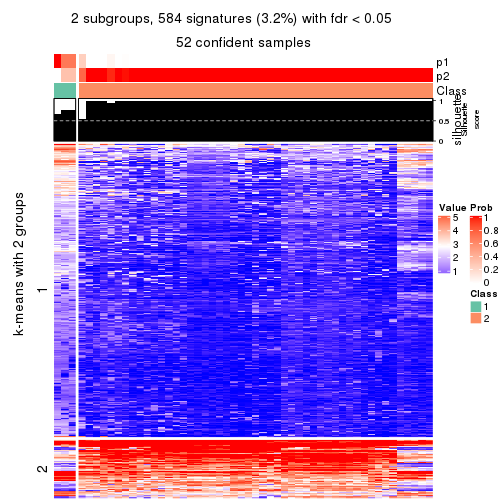 2 subgroups, 584 signatures (3.2%) with fdr < 0.05
52 confident samples
p1
p2
Class
1
0.5
0
silhouette
Silhouette
score
k-means with 2 groups
1
2
Value
5
4
3
2
1
Prob
1
0.8
0.6
0.4
0.2
0
Class
1
2